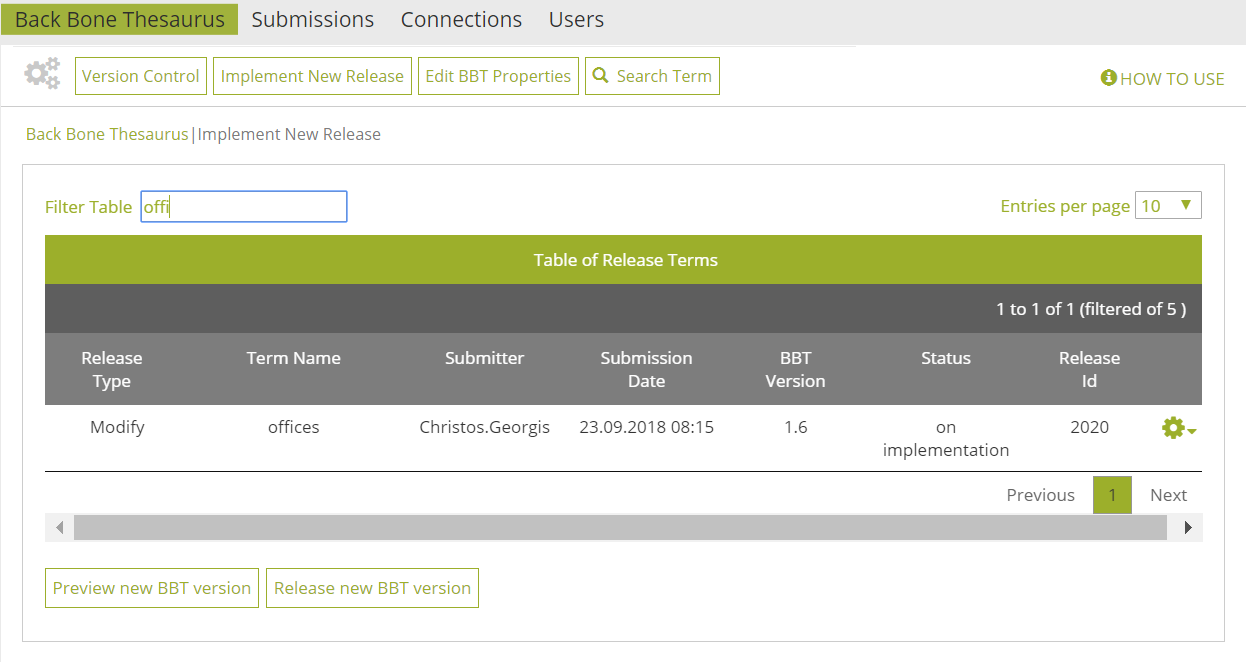 Back Bone Thesaurus Submissions Connections Users
Version Control Implement New Release Edit BBT Properties Search Term HOW TO USE
Back Bone Thesaurus|Implement New Release
Filter Table offi Entries per page 10
Table of Release Terms
1 to 1 of 1 (filtered of 5 )
Release Type Term Name Submitter Submission Date BBT Version Status Release Id
Modify offices Christos.Georgis 23.09.2018 08:15 1.6 on implementation 2020
Previous 1 Next
Preview new BBT version Release new BBT version